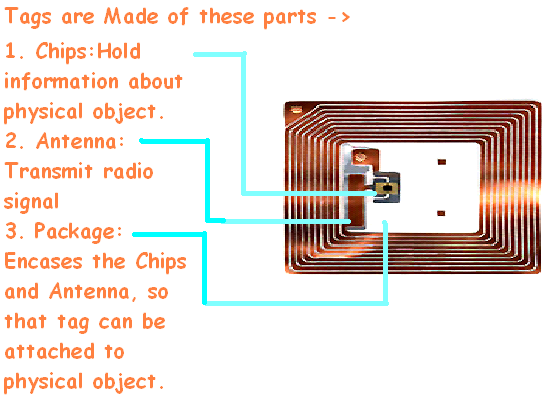 Tags are Made of these parts ->
1. Chips:Hold
information about
physical object.
2. Antenna:
Transmit radio
signal
3. Package:
Encases the Chips
and Antenna, so
that tag can be
attached to
physical object.